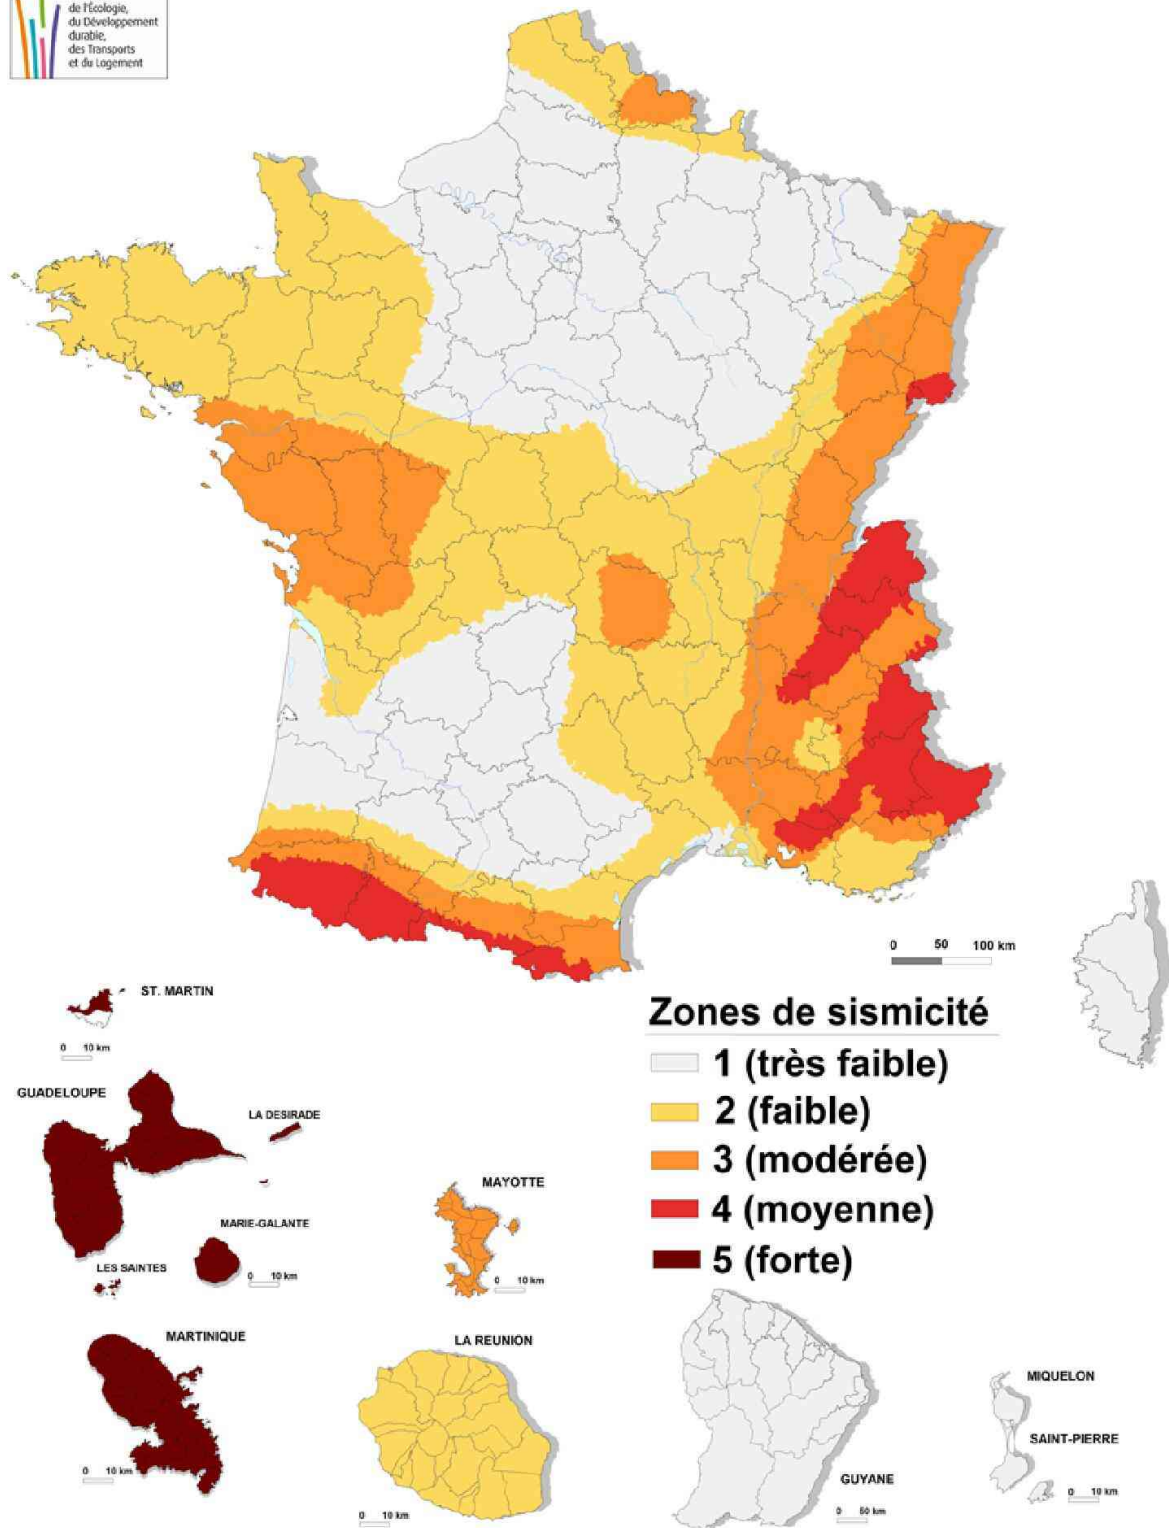 de l'Écologie,
du Développement
durable,
des Transports
et du Logement
0 50 100 km
ST. MARTIN
0 10 km
GUADELOUPE
LA DESIRADE
MARIE-GALANTE
0 10 km
LES SAINTES
MAYOTTE
0 10 km
Zones de sismicité
1 (très faible)
2 (faible)
3 (modérée)
4 (moyenne)
5 (forte)
MARTINIQUE
0 10 km
LA REUNION
0 10 km
GUYANE
0 50 km
MIQUELON
SAINT-PIERRE
0 10 km